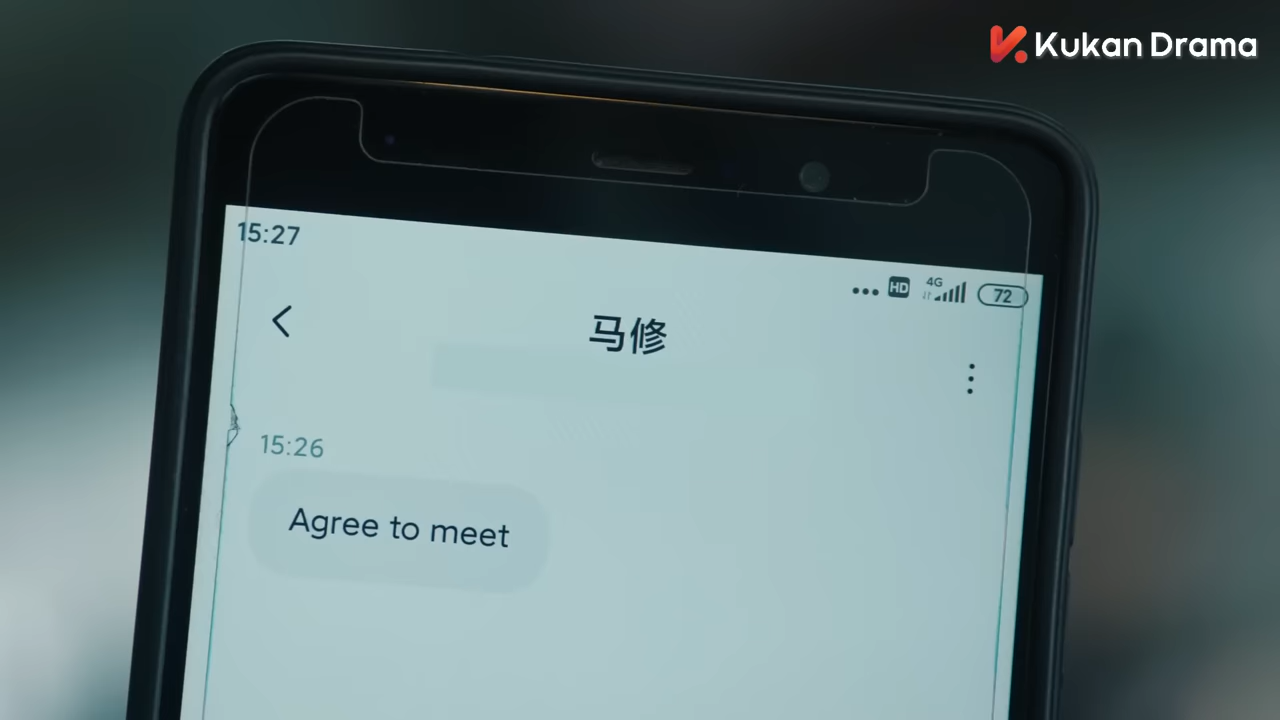 Kukan Drama
15:27
HD 4G 72
马修
15:26
Agree to meet